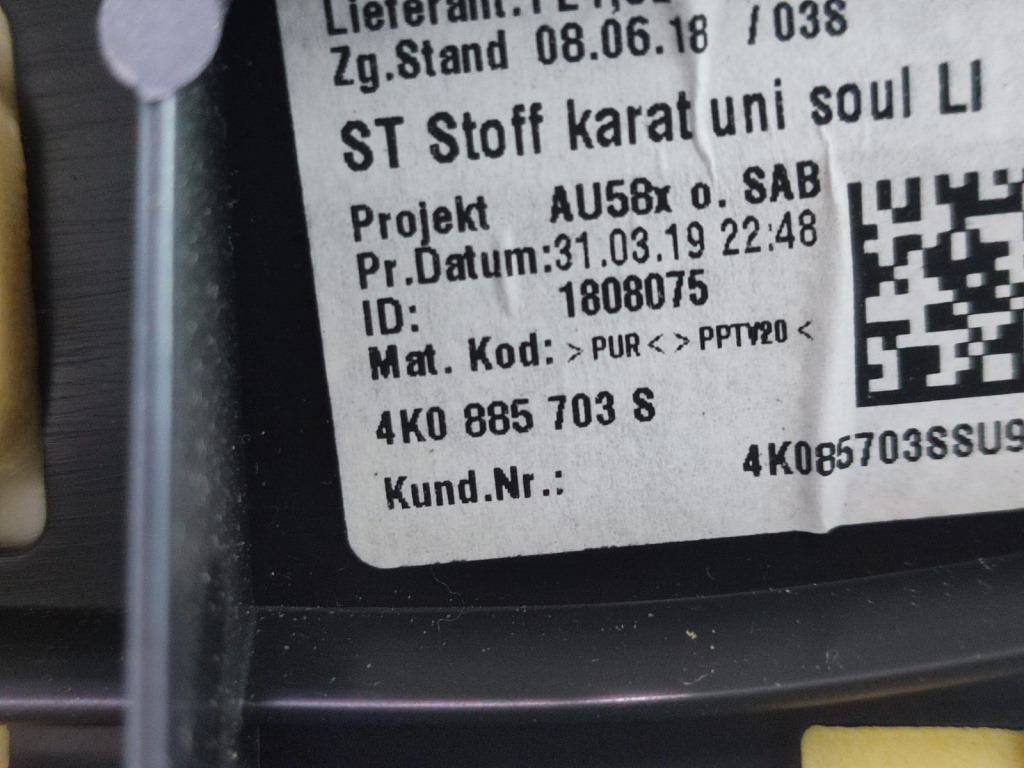 Zg.Stand 08.06.18 / 03S
ST Stoff karat uni soul LI
Projekt AU58x o. SAB
Pr.Datum:31.03.19 22:48
ID: 1808075
Mat. Kod: >PUR< >PPTV20<
4K0 885 703 S
Kund.Nr.: 4K085703SSU9